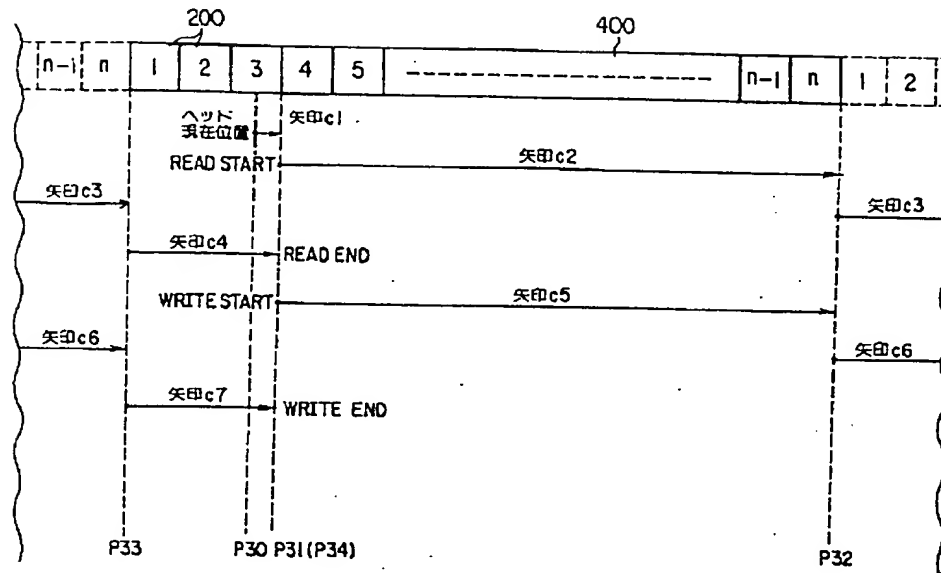 200
400
n-1 n 1 2 3 4 5 n-1 n 1 2
ヘッド
現在位置
矢印c1
READ START
矢印c2
矢印c3
矢印c3
矢印c4
READ END
WRITE START
矢印c5
矢印c6
矢印c6
矢印c7
WRITE END
P33
P30
P31(P34)
P32